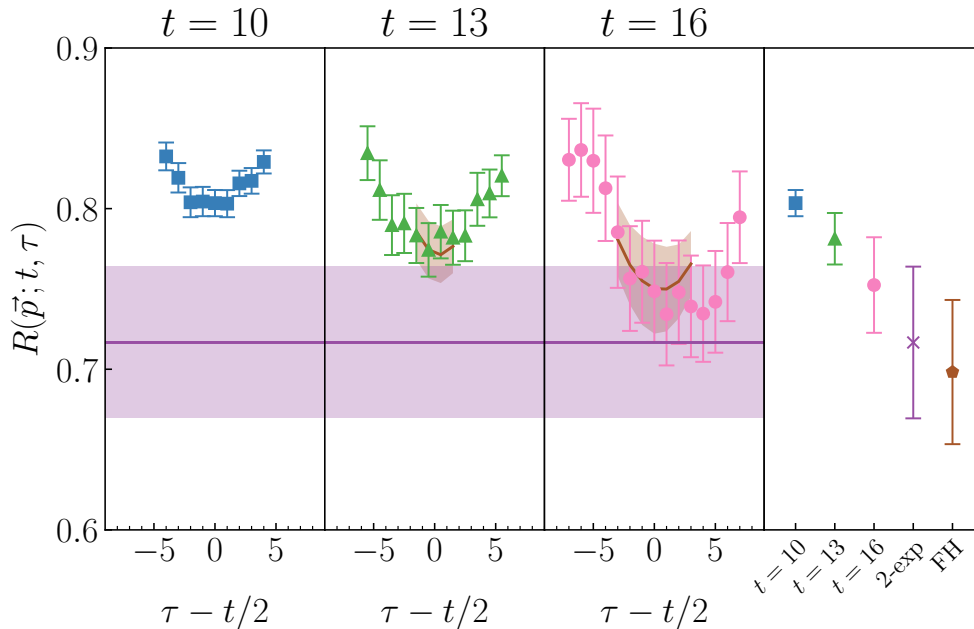 t = 10 t = 13 t = 16
0.9
0.8
0.7
0.6
R(p⃗; t, τ)
−5 0 5 −5 0 5 −5 0 5
τ − t/2 τ − t/2 τ − t/2
t = 10 t = 13 t = 16 2-exp FH